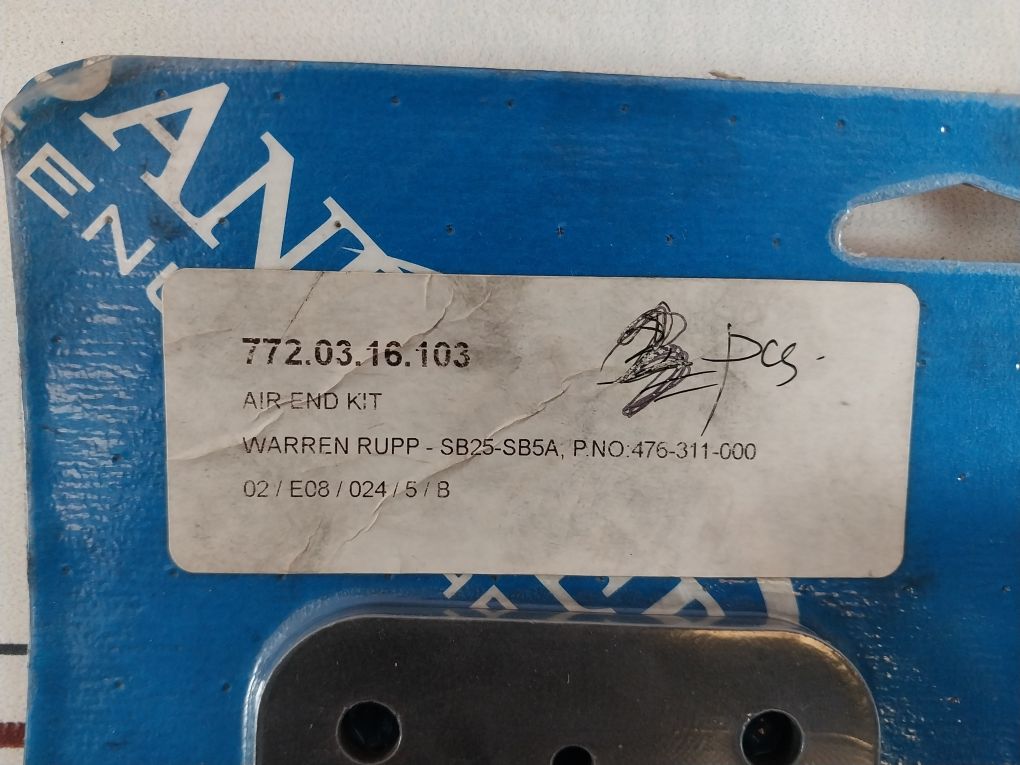 772.03.16.103
pcs.
AIR END KIT
WARREN RUPP - SB25-SB5A, P.NO:476-311-000
02 / E08 / 024 / 5 / B